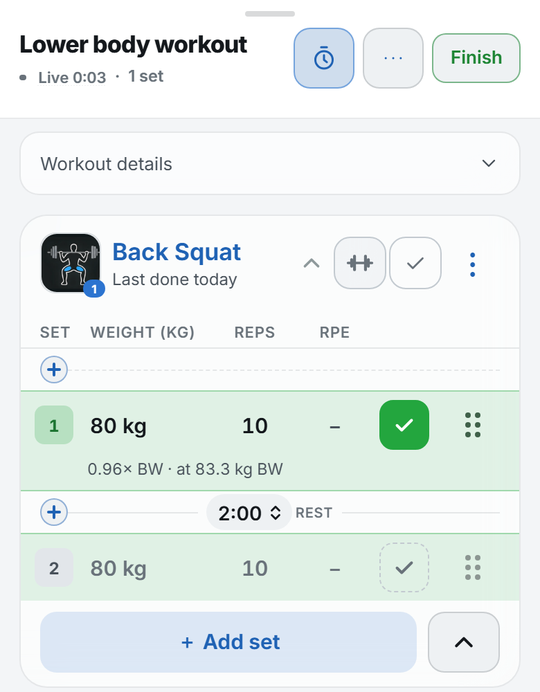 Lower body workout
Live 0:03 · 1 set
...
Finish
Workout details
Back Squat
Last done today
1
SET WEIGHT (KG) REPS RPE
1 80 kg 10 –
0.96× BW · at 83.3 kg BW
2:00 REST
2 80 kg 10 –
+ Add set